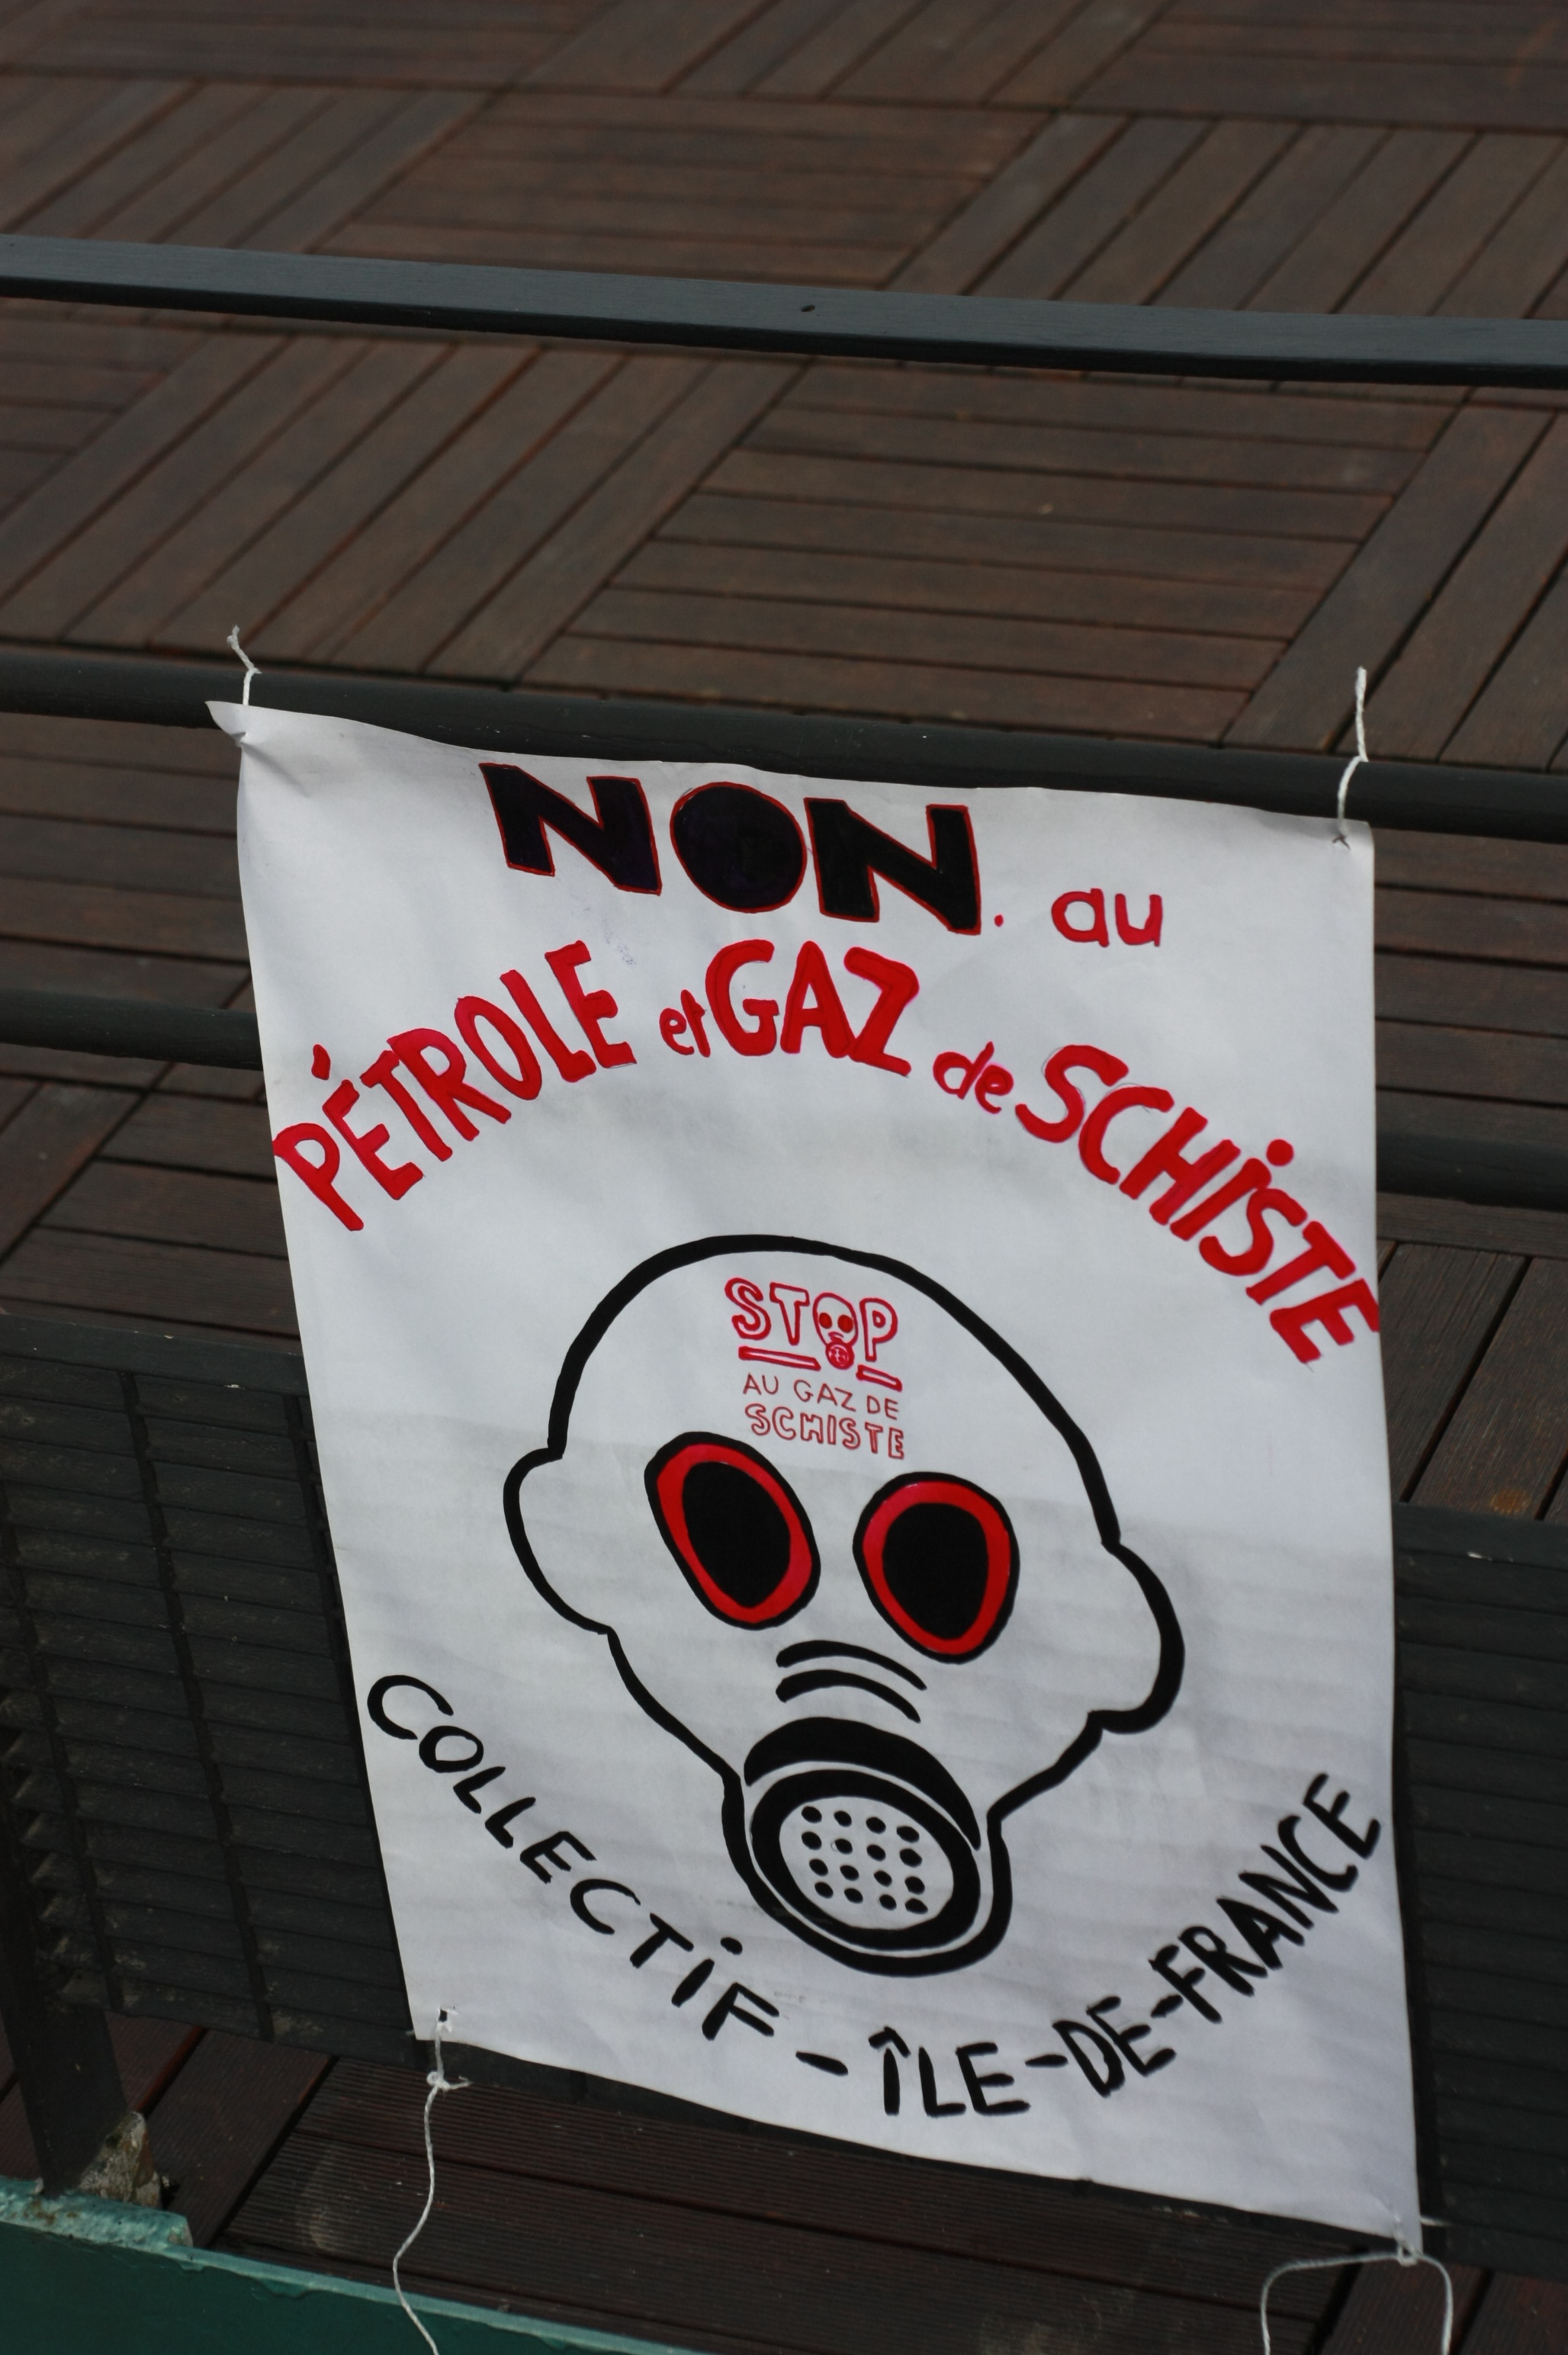 NON. au
PÉTROLE et GAZ de SCHISTE
STOP
AU GAZ DE
SCHISTE
COLLECTIF - ÎLE-DE-FRANCE